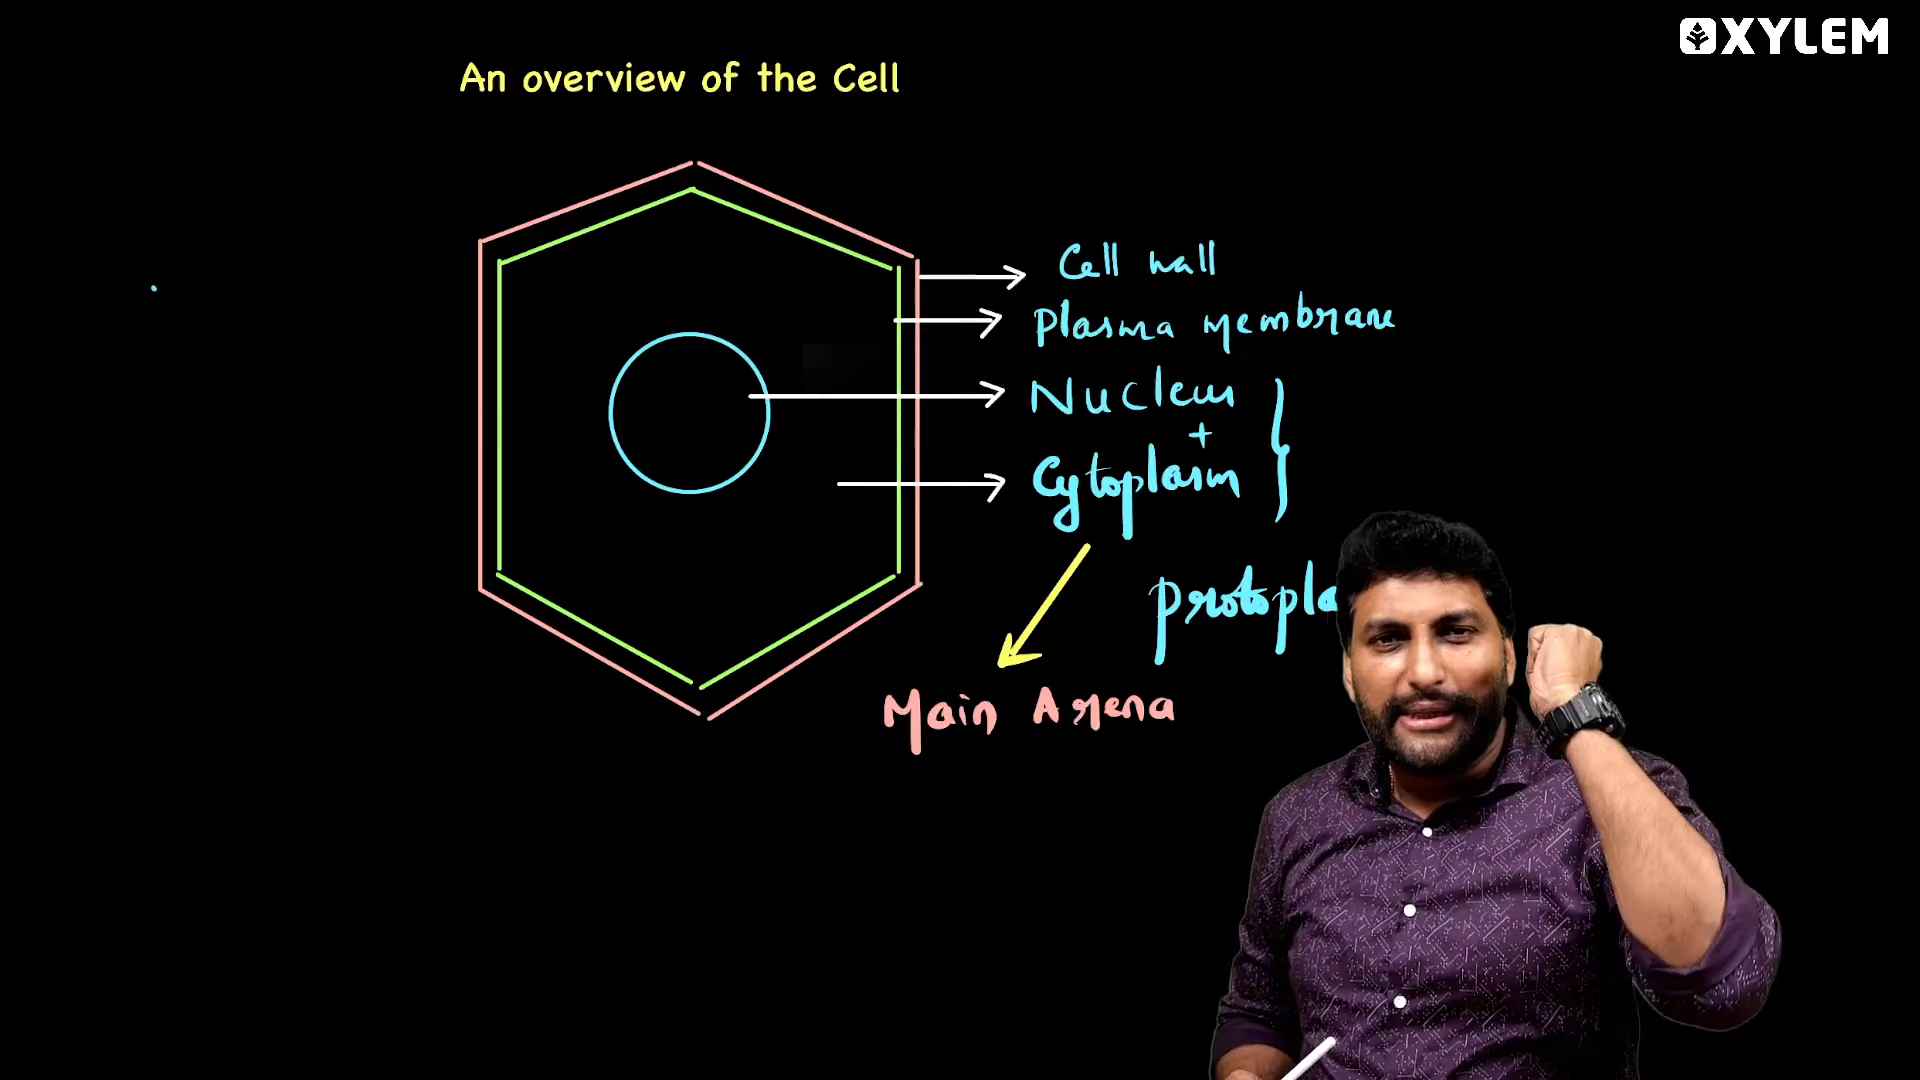 XYLEM
An overview of the Cell
Cell wall
Plasma membrane
Nucleus
+
Cytoplasm
Main Arena